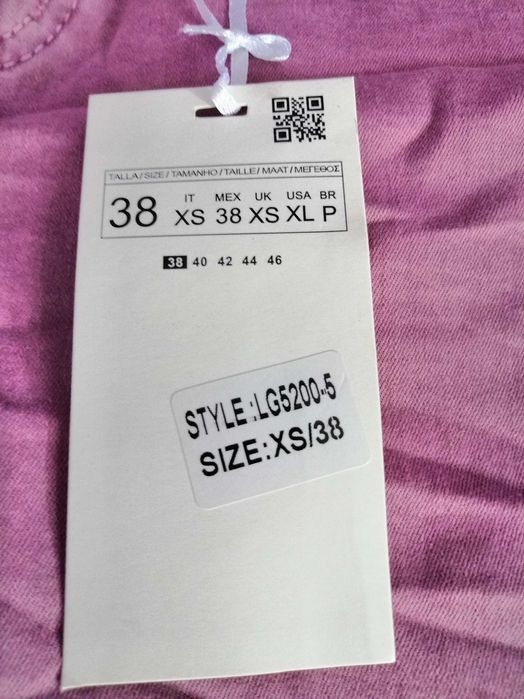 TALLA / SIZE / TAMANHO / TAILLE / MAAT / ΜΕΓΕΘΟΣ
IT MEX UK USA BR
38 XS 38 XS XL P
38 40 42 44 46
STYLE :LG5200-5
SIZE:XS/38